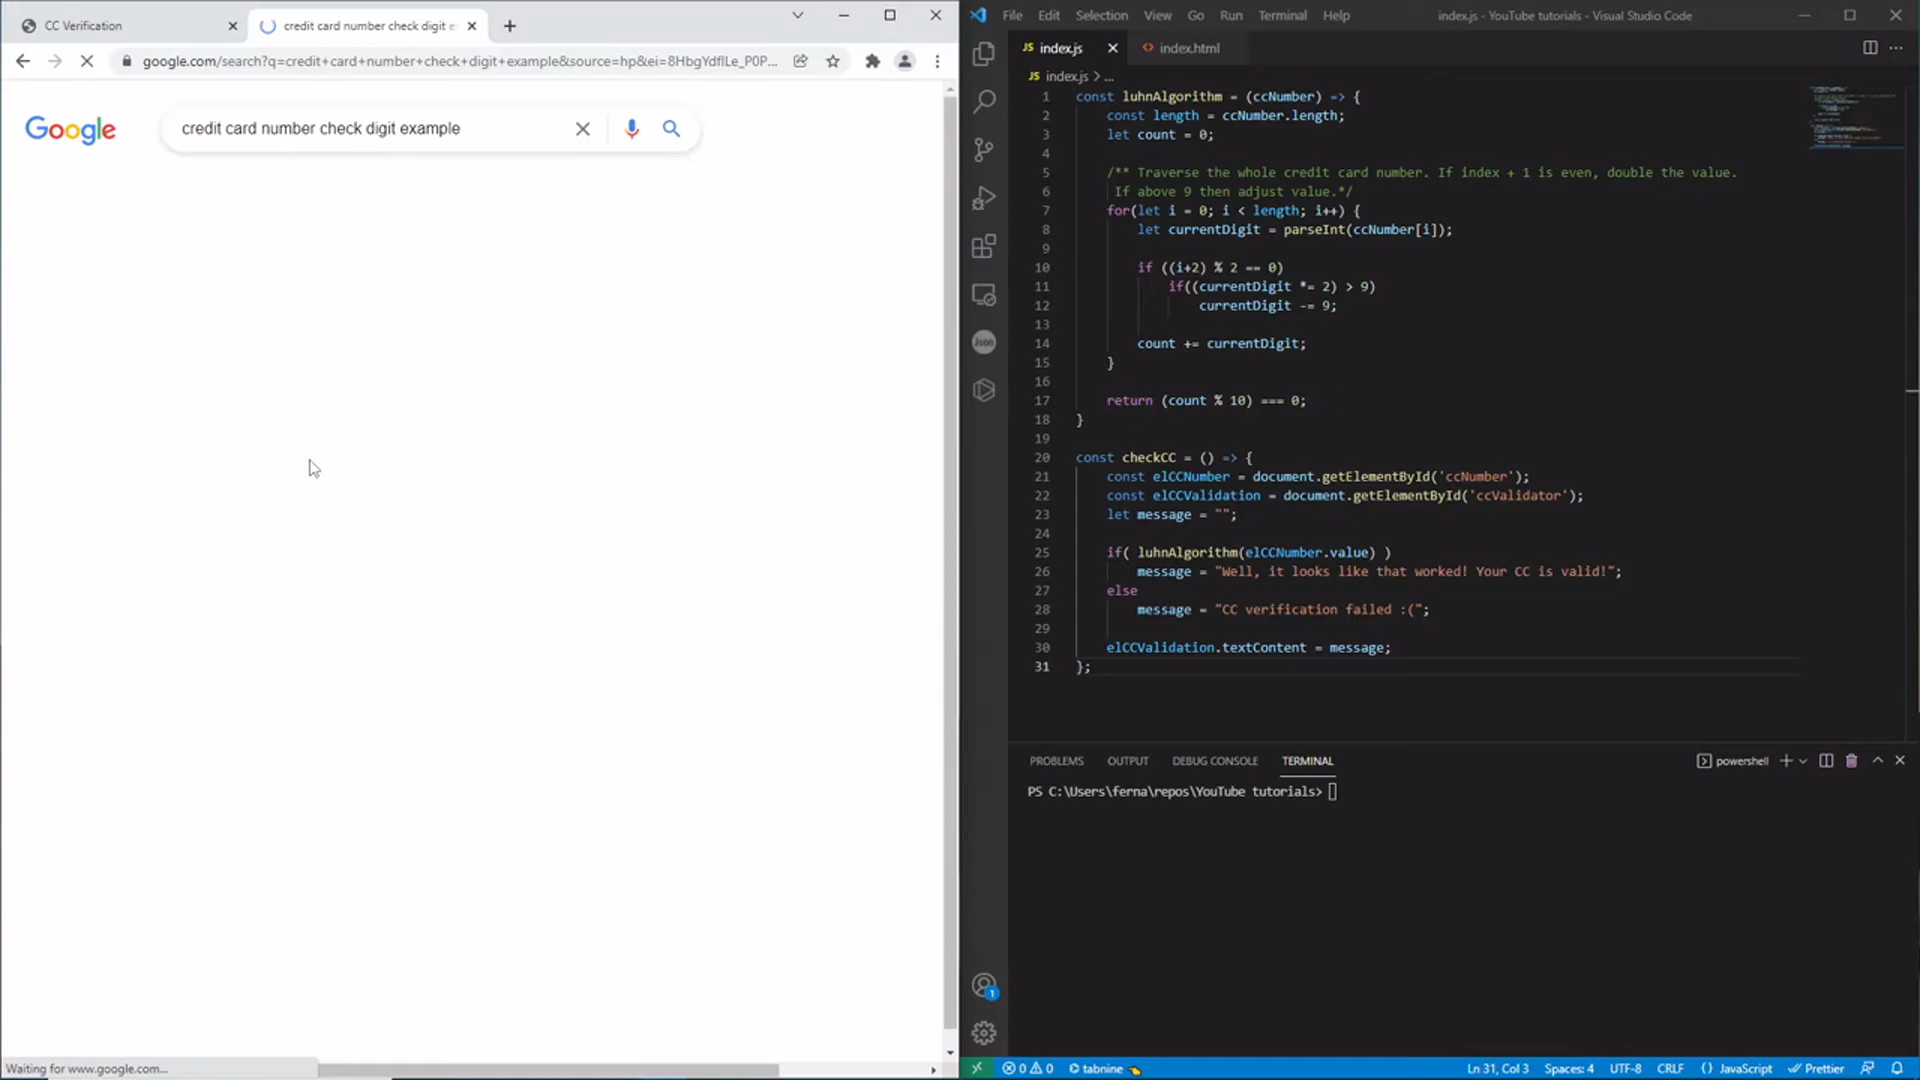 CC Verification
credit card number check digit e
google.com/search?q=credit+card+number+check+digit+example&source=hp&ei=8HbgYdflLe_P0P...
Google
credit card number check digit example
Waiting for www.google.com...
File Edit Selection View Go Run Terminal Help
index.js - YouTube tutorials - Visual Studio Code
JS index.js
<> index.html
JS index.js > ...
1 const luhnAlgorithm = (ccNumber) => {
2 const length = ccNumber.length;
3 let count = 0;
4
5 /** Traverse the whole credit card number. If index + 1 is even, double the value.
6 If above 9 then adjust value.*/
7 for(let i = 0; i < length; i++) {
8 let currentDigit = parseInt(ccNumber[i]);
9
10 if ((i+2) % 2 == 0)
11 if((currentDigit *= 2) > 9)
12 currentDigit -= 9;
13
14 count += currentDigit;
15 }
16
17 return (count % 10) === 0;
18 }
19
20 const checkCC = () => {
21 const elCCNumber = document.getElementById('ccNumber');
22 const elCCValidation = document.getElementById('ccValidator');
23 let message = "";
24
25 if( luhnAlgorithm(elCCNumber.value) )
26 message = "Well, it looks like that worked! Your CC is valid!";
27 else
28 message = "CC verification failed :(";
29
30 elCCValidation.textContent = message;
31 };
PROBLEMS OUTPUT DEBUG CONSOLE TERMINAL
powershell
PS C:\Users\ferna\repos\YouTube tutorials>
Json
1
0 0 tabnine
Ln 31, Col 3 Spaces: 4 UTF-8 CRLF {} JavaScript Prettier